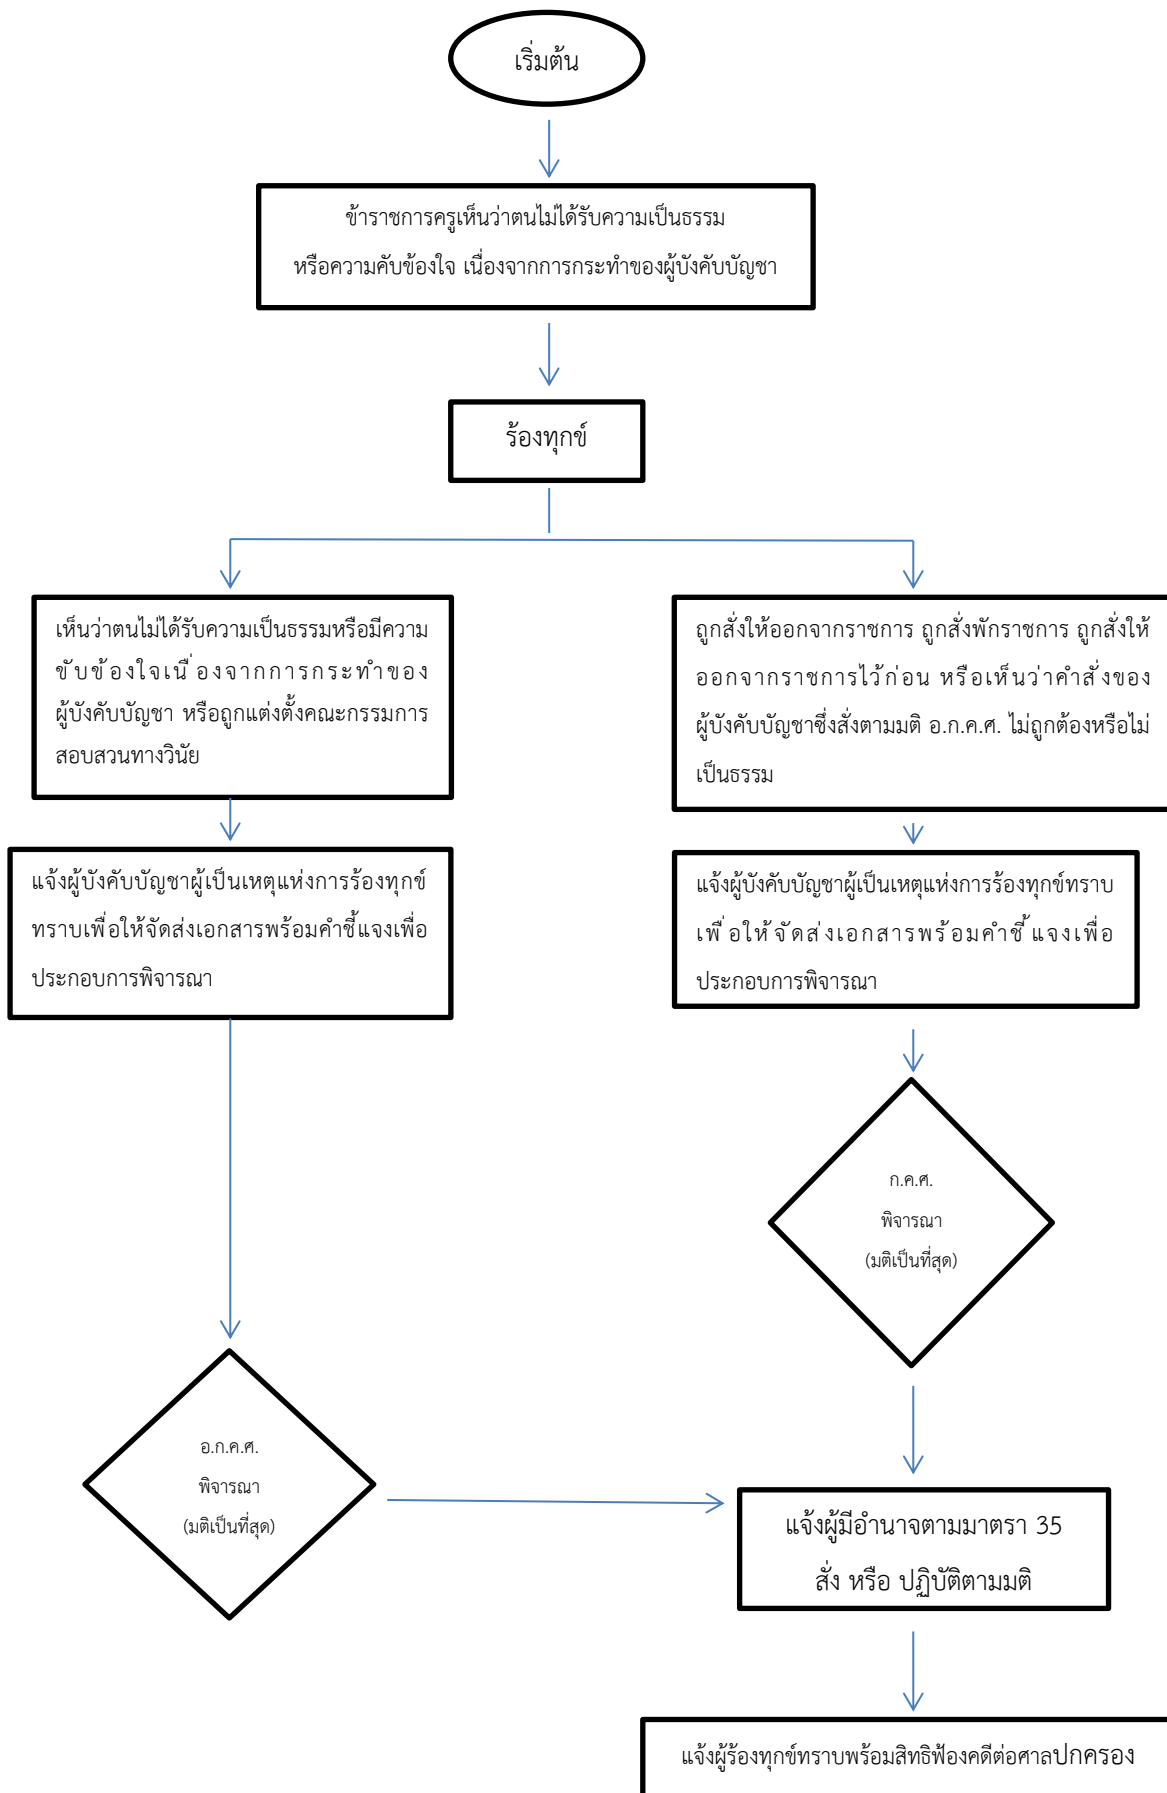 เริ่มต้น
ข้าราชการครูเห็นว่าตนไม่ได้รับความเป็นธรรม
หรือความคับข้องใจ เนื่องจากการกระทำของผู้บังคับบัญชา
ร้องทุกข์
เห็นว่าตนไม่ได้รับความเป็นธรรมหรือมีความ
ขับข้องใจเนื่องจากการกระทำของ
ผู้บังคับบัญชา หรือถูกแต่งตั้งคณะกรรมการ
สอบสวนทางวินัย
ถูกสั่งให้ออกจากราชการ ถูกสั่งพักราชการ ถูกสั่งให้
ออกจากราชการไว้ก่อน หรือเห็นว่าคำสั่งของ
ผู้บังคับบัญชาซึ่งสั่งตามมติ อ.ก.ค.ศ. ไม่ถูกต้องหรือไม่
เป็นธรรม
แจ้งผู้บังคับบัญชาผู้เป็นเหตุแห่งการร้องทุกข์
ทราบเพื่อให้จัดส่งเอกสารพร้อมคำชี้แจงเพื่อ
ประกอบการพิจารณา
แจ้งผู้บังคับบัญชาผู้เป็นเหตุแห่งการร้องทุกข์ทราบ
เพื่อให้จัดส่งเอกสารพร้อมคำชี้แจงเพื่อ
ประกอบการพิจารณา
ก.ค.ศ.
พิจารณา
(มติเป็นที่สุด)
อ.ก.ค.ศ.
พิจารณา
(มติเป็นที่สุด)
แจ้งผู้มีอำนาจตามมาตรา 35
สั่ง หรือ ปฏิบัติตามมติ
แจ้งผู้ร้องทุกข์ทราบพร้อมสิทธิฟ้องคดีต่อศาลปกครอง